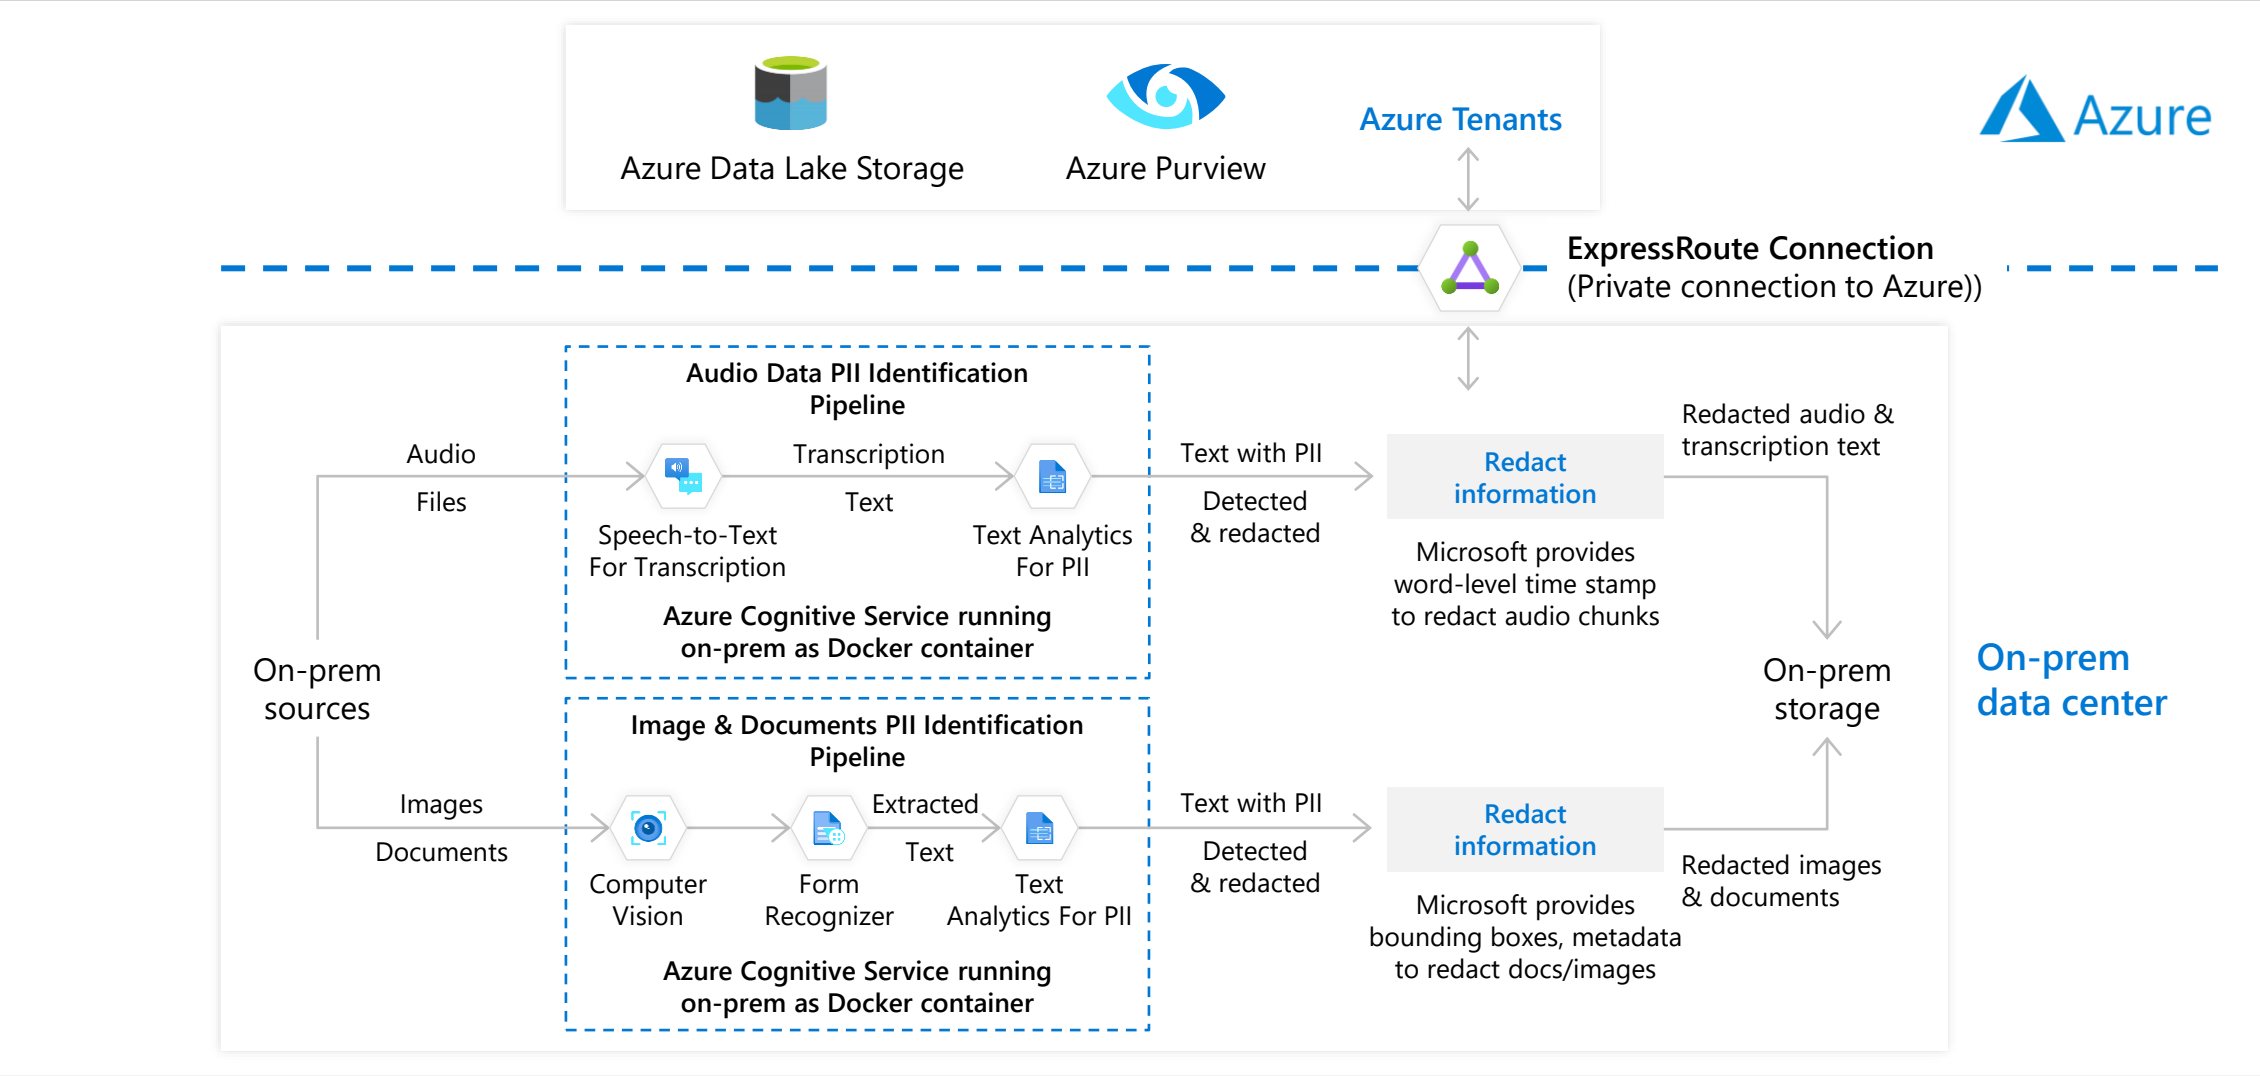 Azure Data Lake Storage
Azure Purview
Azure Tenants
Azure
ExpressRoute Connection
(Private connection to Azure))
Audio Data PII Identification
Pipeline
Audio
Files
Transcription
Text
Speech-to-Text
For Transcription
Text Analytics
For PII
Azure Cognitive Service running
on-prem as Docker container
Text with PII
Detected
& redacted
Redact
information
Microsoft provides
word-level time stamp
to redact audio chunks
Redacted audio &
transcription text
On-prem
sources
On-prem
storage
On-prem
data center
Image & Documents PII Identification
Pipeline
Images
Documents
Extracted
Text
Computer
Vision
Form
Recognizer
Text
Analytics For PII
Azure Cognitive Service running
on-prem as Docker container
Text with PII
Detected
& redacted
Redact
information
Microsoft provides
bounding boxes, metadata
to redact docs/images
Redacted images
& documents